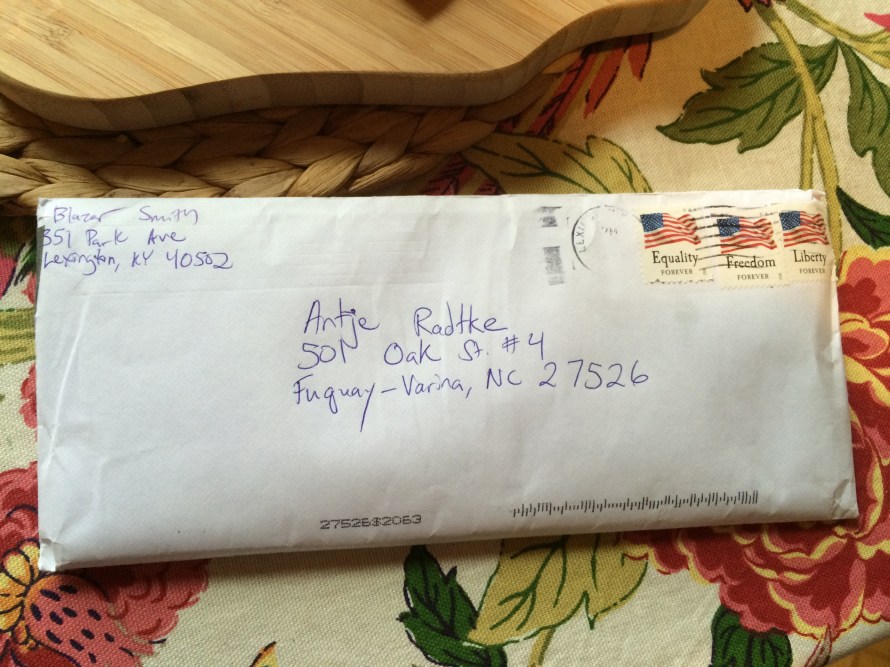 Blazar Smith
351 Park Ave
Lexington, KY 40502
Equality
FOREVER
Freedom
FOREVER
Liberty
FOREVER
Antje Radtke
501 Oak St. #4
Fuquay-Varina, NC 27526
27526$2063